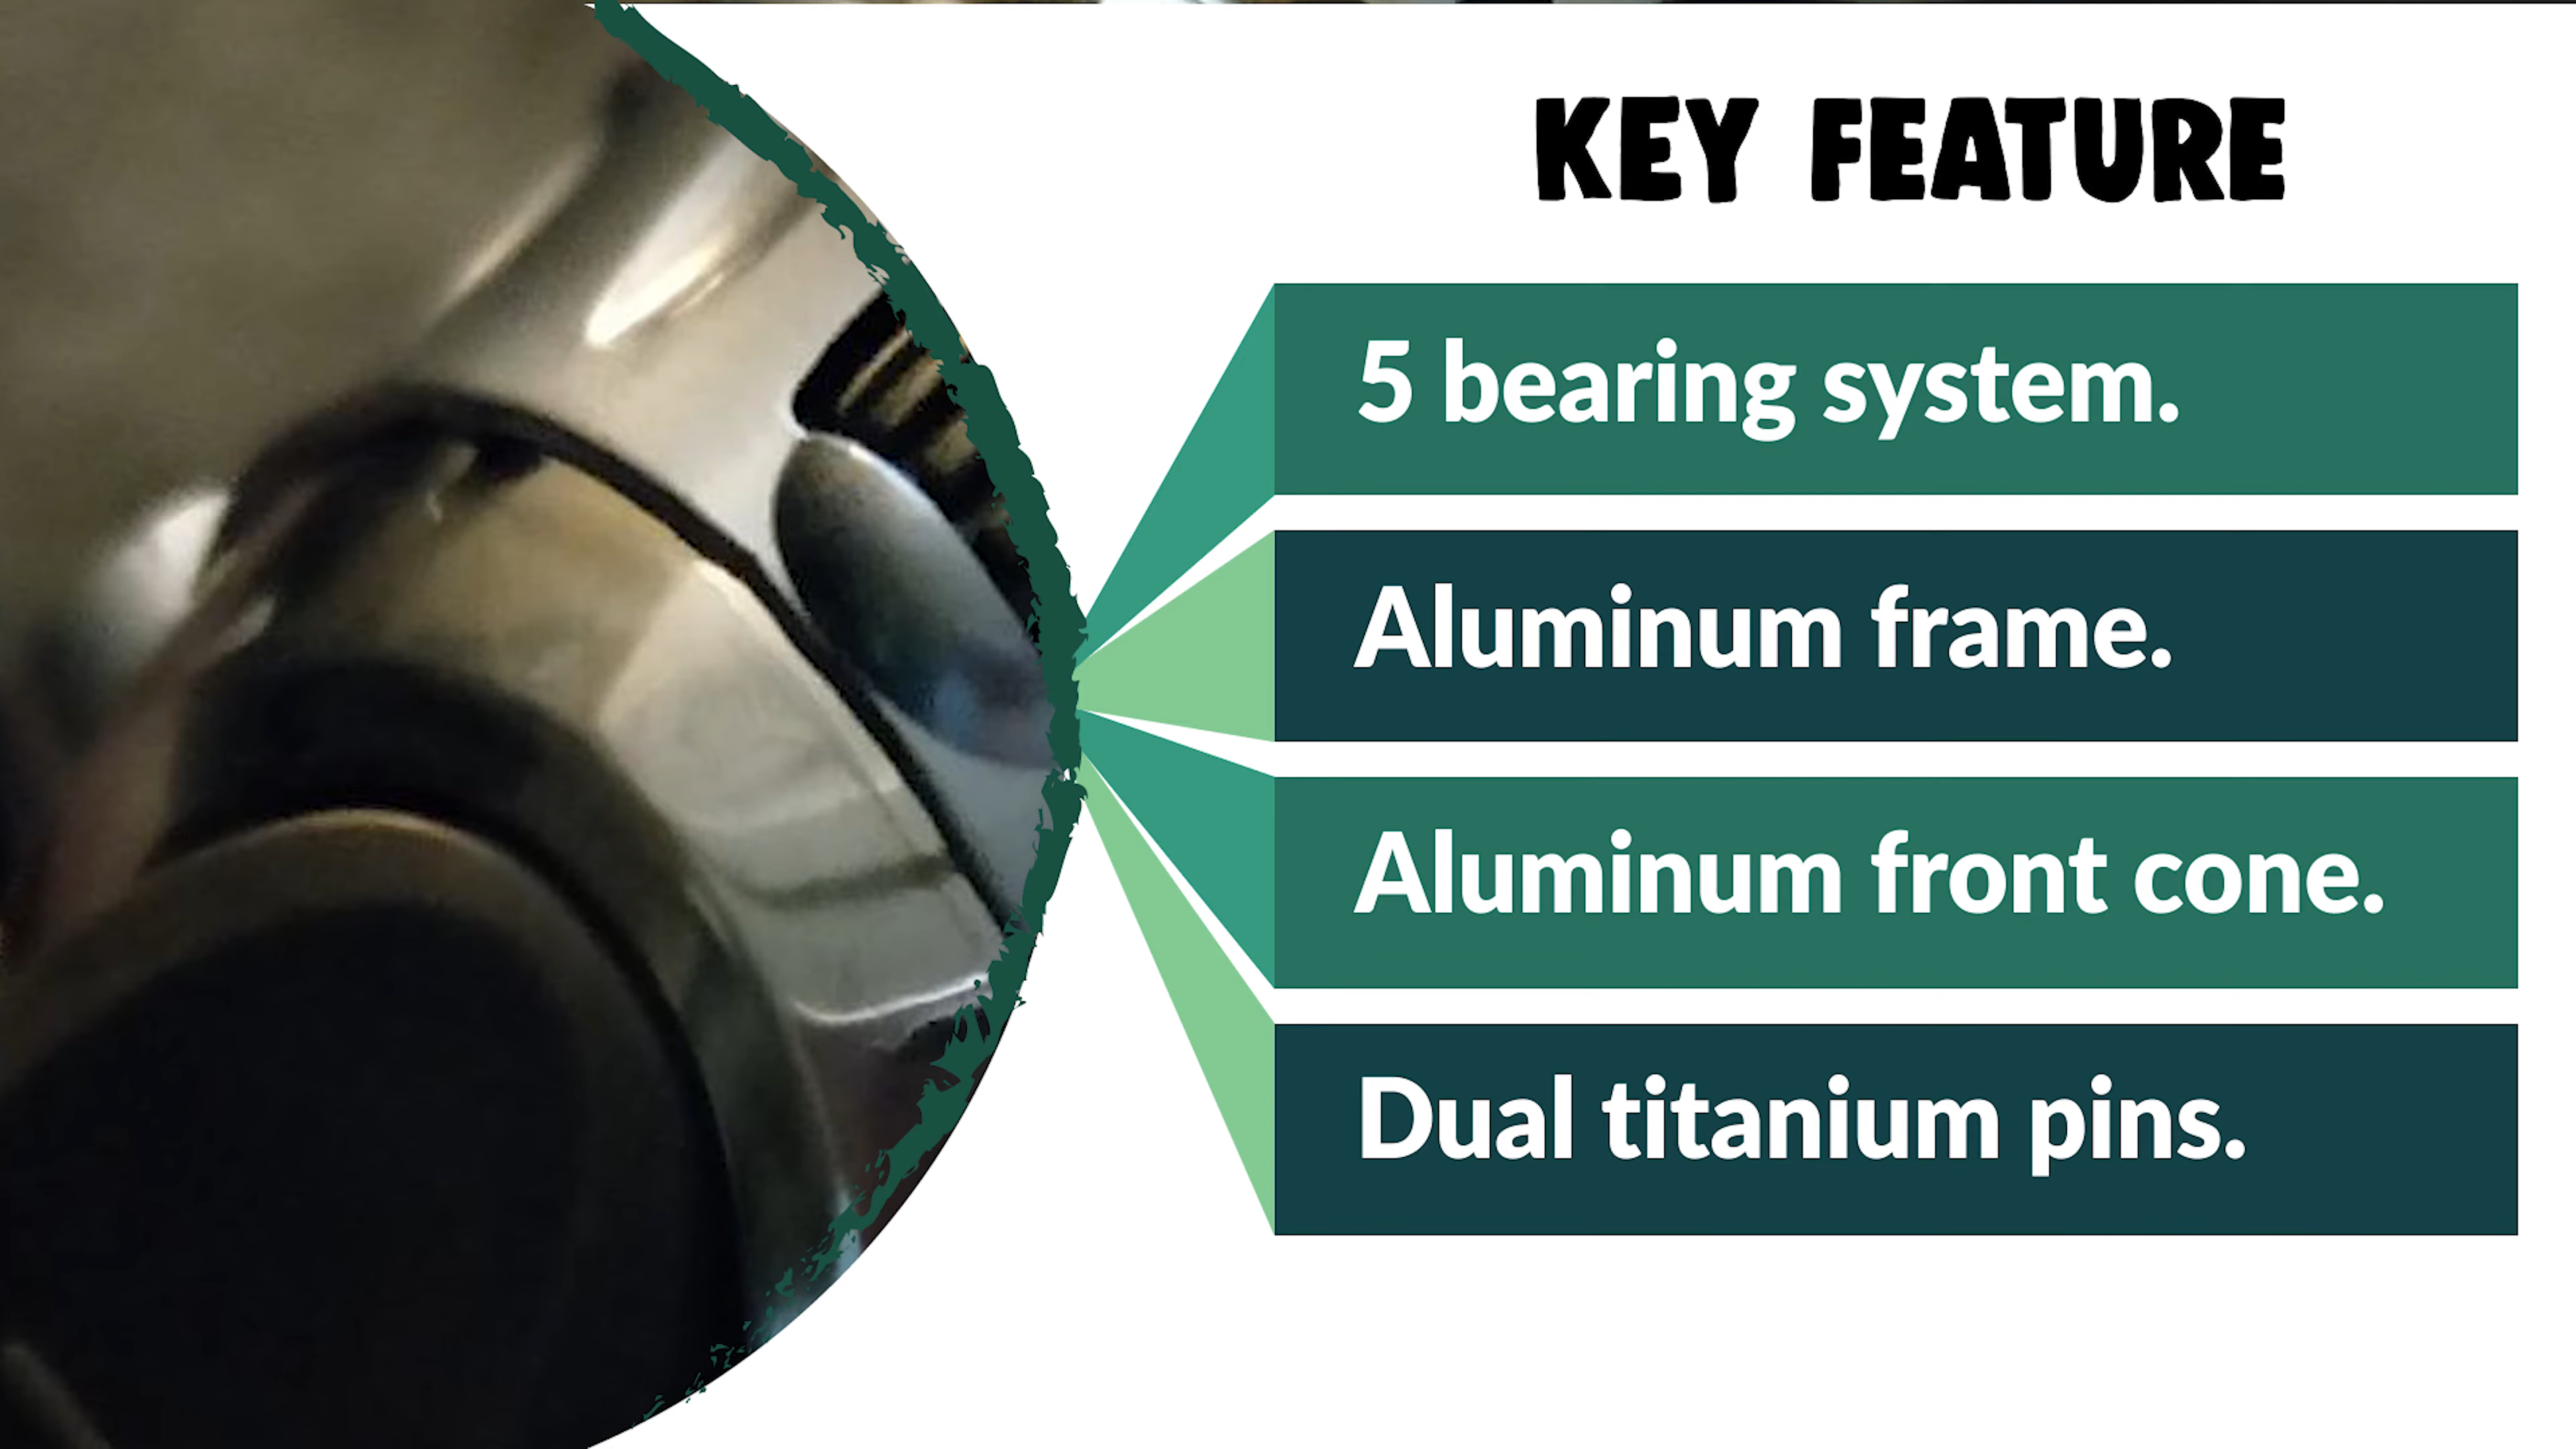 KEY FEATURE
5 bearing system.
Aluminum frame.
Aluminum front cone.
Dual titanium pins.